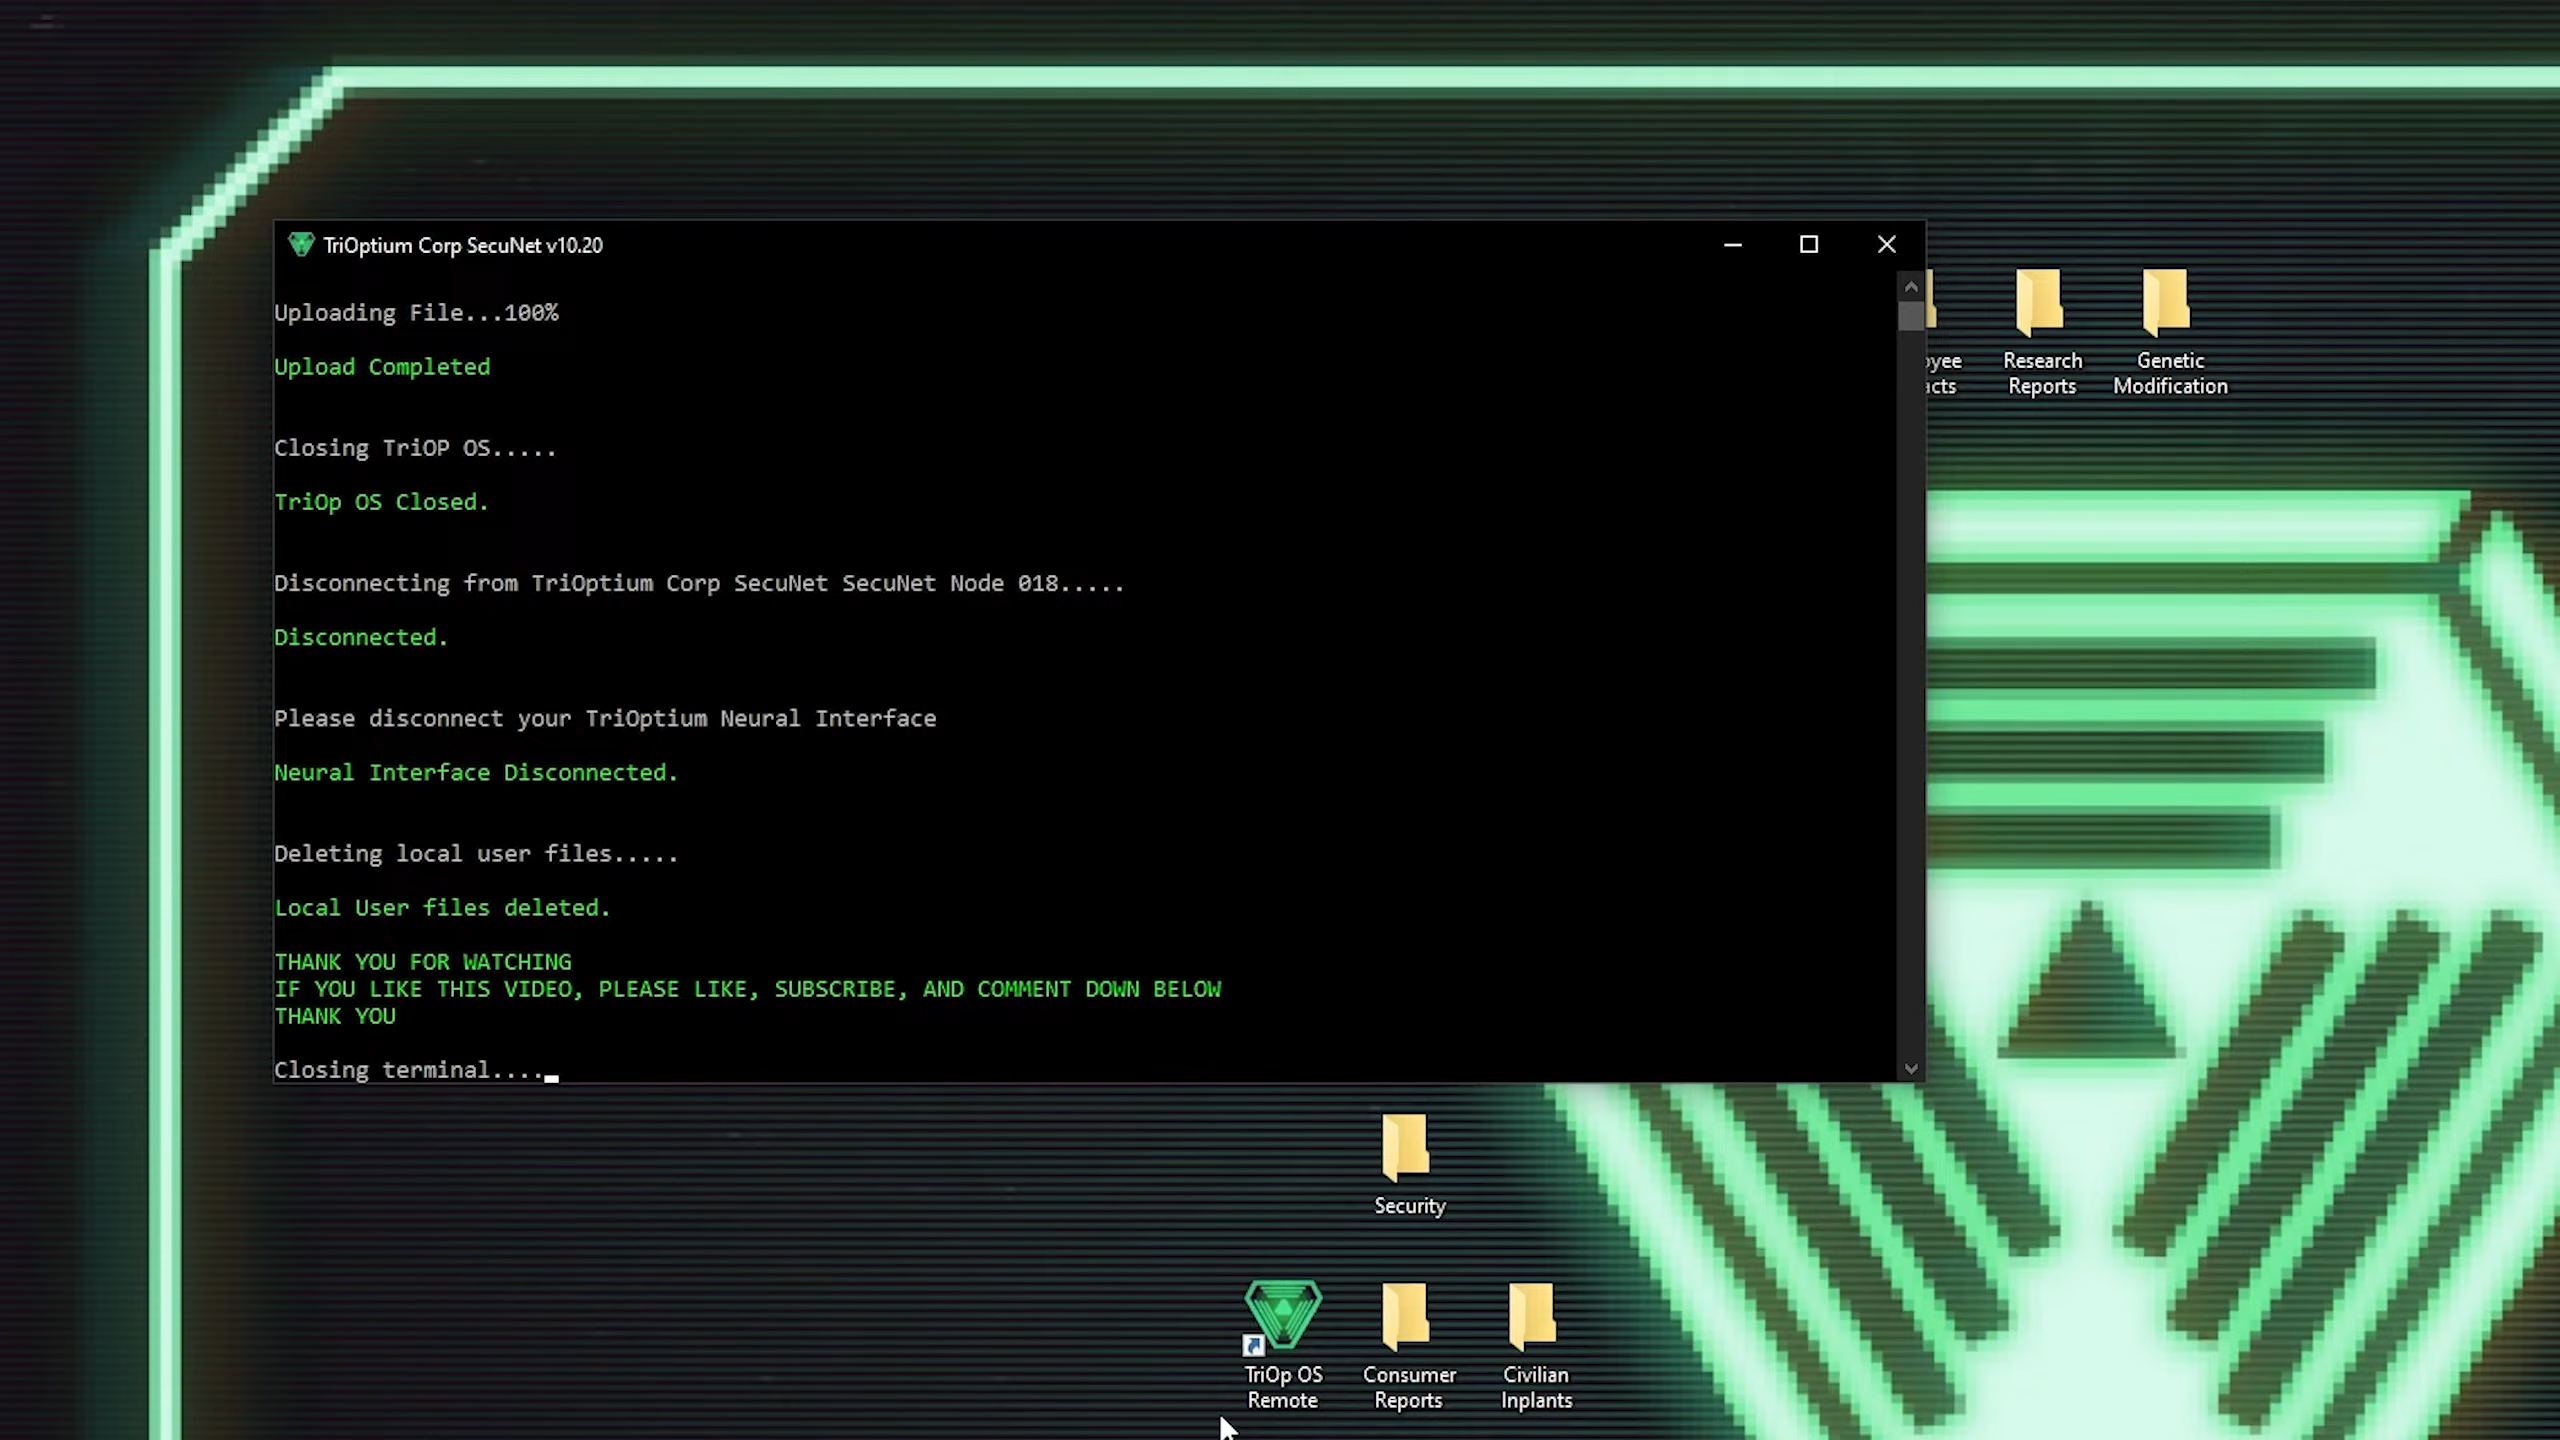 TriOptium Corp SecuNet v10.20
Uploading File...100%
Upload Completed
Closing TriOP OS.....
TriOp OS Closed.
Disconnecting from TriOptium Corp SecuNet SecuNet Node 018.....
Disconnected.
Please disconnect your TriOptium Neural Interface
Neural Interface Disconnected.
Deleting local user files.....
Local User files deleted.
THANK YOU FOR WATCHING
IF YOU LIKE THIS VIDEO, PLEASE LIKE, SUBSCRIBE, AND COMMENT DOWN BELOW
THANK YOU
Closing terminal....
Research
Reports
Genetic
Modification
Security
TriOp OS
Remote
Consumer
Reports
Civilian
Inplants